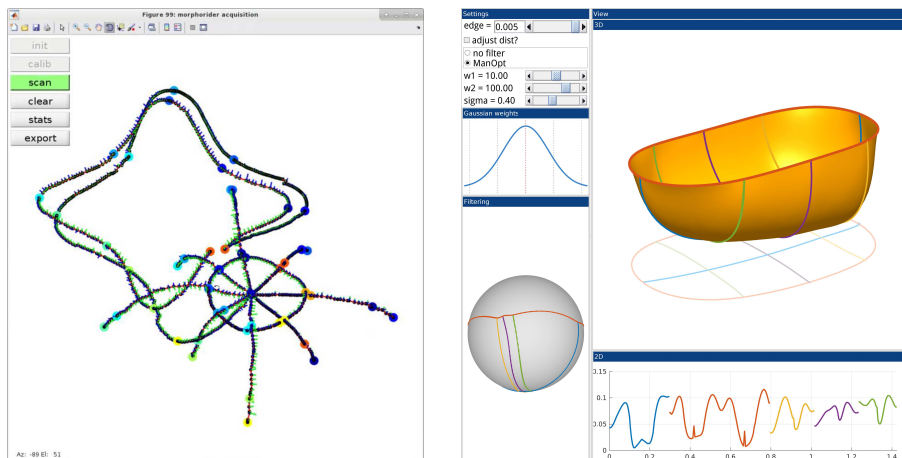 Figure 99: morphorider acquisition
init
calib
scan
clear
stats
export
Az: -89 El: 51
Settings
edge = 0.005
adjust dist?
no filter
ManOpt
w1 = 10.00
w2 = 100.00
sigma = 0.40
Gaussian weights
Filtering
View
3D
2D
0.15
0.1
0.05
0
0 0.2 0.4 0.6 0.8 1 1.2 1.4